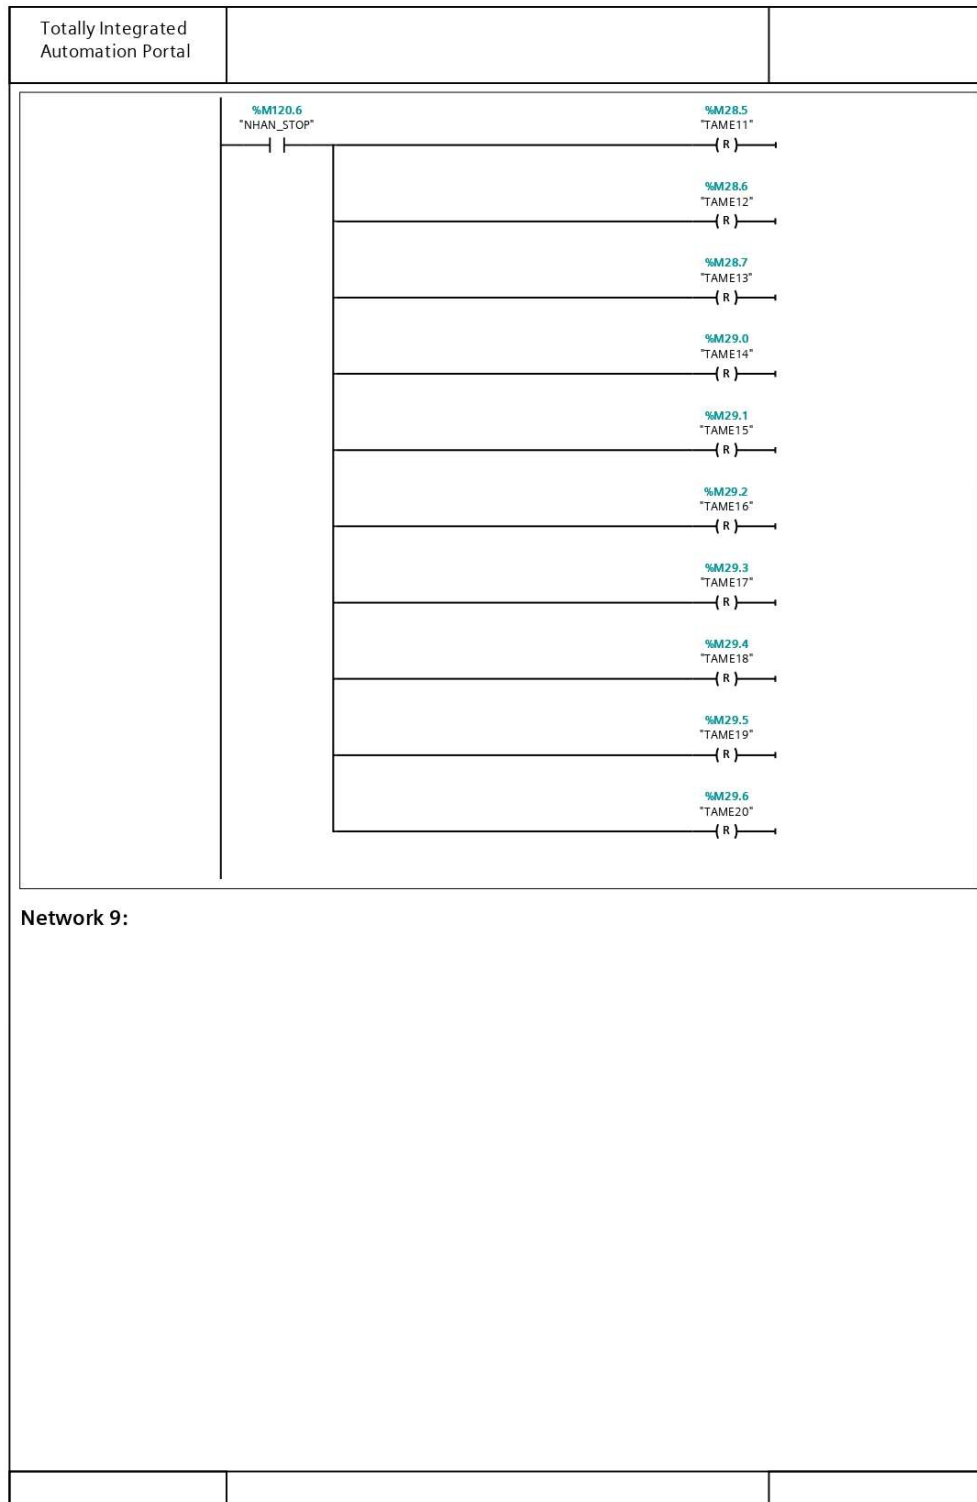 Totally Integrated
Automation Portal
%M120.6
"NHAN_STOP"
%M28.5
"TAME11"
( R )
%M28.6
"TAME12"
( R )
%M28.7
"TAME13"
( R )
%M29.0
"TAME14"
( R )
%M29.1
"TAME15"
( R )
%M29.2
"TAME16"
( R )
%M29.3
"TAME17"
( R )
%M29.4
"TAME18"
( R )
%M29.5
"TAME19"
( R )
%M29.6
"TAME20"
( R )
Network 9: